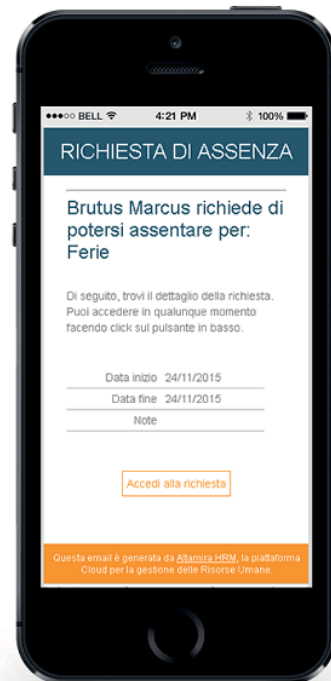 BELL 4:21 PM 100%
RICHIESTA DI ASSENZA
Brutus Marcus richiede di
potersi assentare per:
Ferie
Di seguito, trovi il dettaglio della richiesta.
Puoi accedere in qualunque momento
facendo click sul pulsante in basso.
Data inizio 24/11/2015
Data fine 24/11/2015
Note
Accedi alla richiesta
Questa email è generata da Altamira HRM, la piattaforma
Cloud per la gestione delle Risorse Umane.